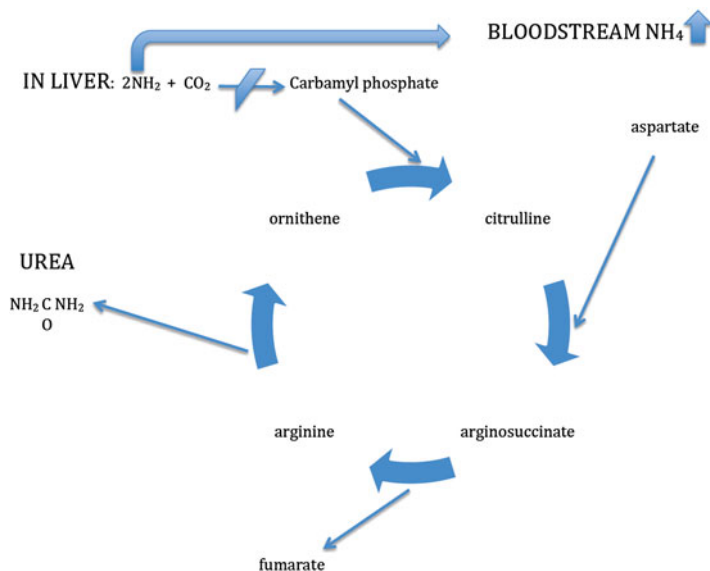 BLOODSTREAM NH₄
IN LIVER: 2NH₂ + CO₂
Carbamyl phosphate
aspartate
ornithene
citrulline
UREA
NH₂ C NH₂
O
arginine
arginosuccinate
fumarate